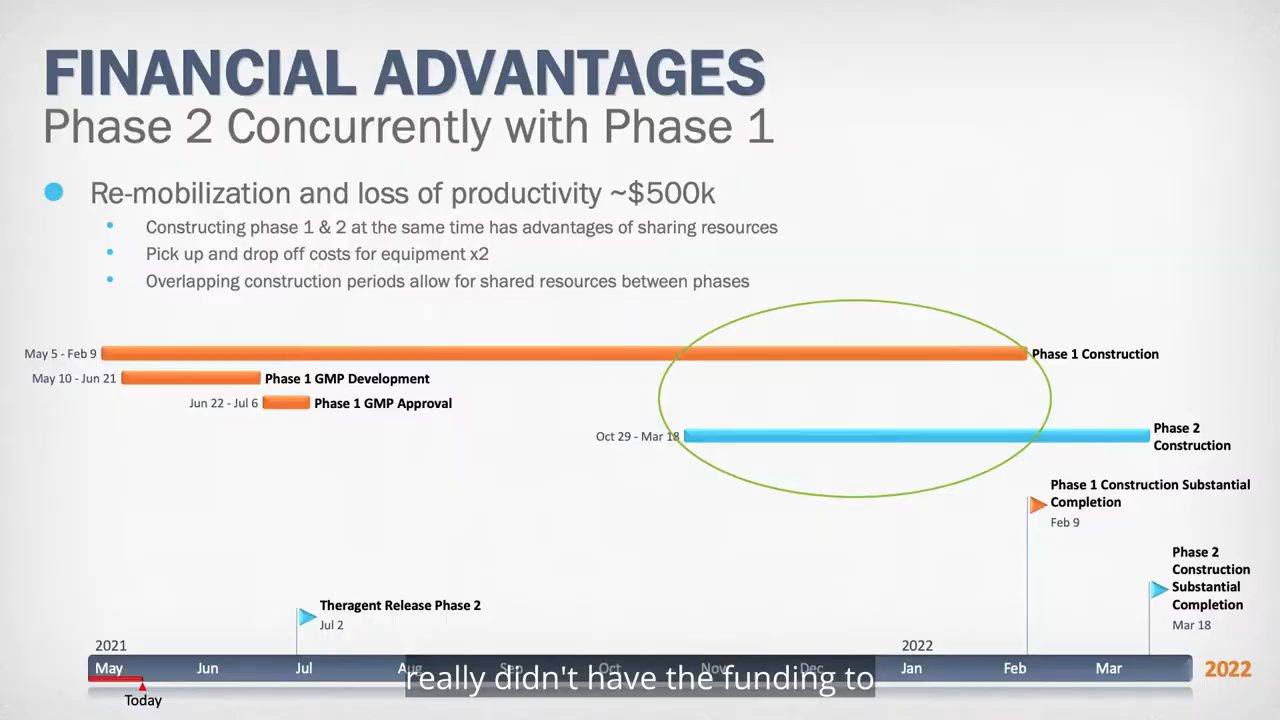 FINANCIAL ADVANTAGES
Phase 2 Concurrently with Phase 1
Re-mobilization and loss of productivity ~$500k
Constructing phase 1 & 2 at the same time has advantages of sharing resources
Pick up and drop off costs for equipment x2
Overlapping construction periods allow for shared resources between phases
May 5 - Feb 9
Phase 1 Construction
May 10 - Jun 21
Phase 1 GMP Development
Jun 22 - Jul 6
Phase 1 GMP Approval
Oct 29 - Mar 18
Phase 2
Construction
Phase 1 Construction Substantial
Completion
Feb 9
Phase 2
Construction
Substantial
Completion
Mar 18
Theragent Release Phase 2
Jul 2
2021
2022
May Jun Jul Aug Sep Oct Nov Dec Jan Feb Mar
2022
Today
really didn't have the funding to